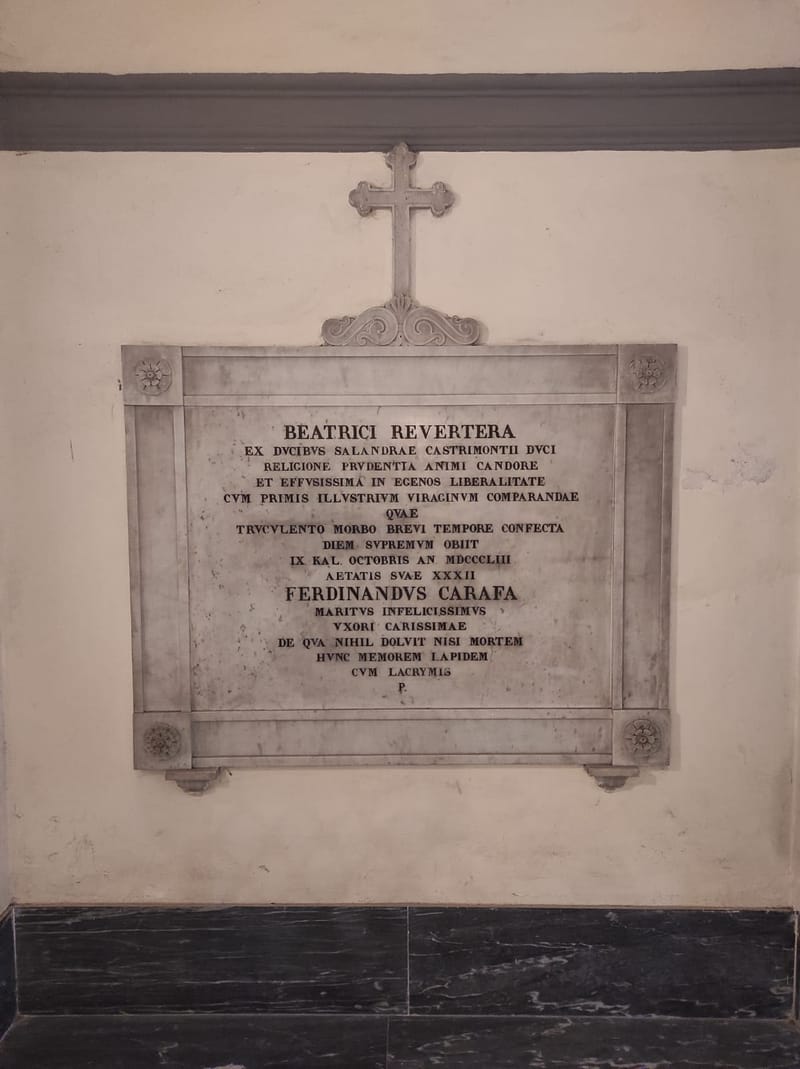 BEATRICI REVERTERA
EX DVCIBVS SALANDRAE CASTRIMONTII DVCI
RELIGIONE PRVDENTIA ANIMI CANDORE
ET EFFVSISSIMA IN EGENOS LIBERALITATE
CVM PRIMIS ILLVSTRIVM VIRAGINVM COMPARANDAE
QVAE
TRVCVLENTO MORBO BREVI TEMPORE CONFECTA
DIEM SVPREMVM OBIIT
IX KAL. OCTOBRIS AN MDCCCLIII
AETATIS SVAE XXXII
FERDINANDVS CARAFA
MARITVS INFELICISSIMVS
VXORI CARISSIMAE
DE QVA NIHIL DOLVIT NISI MORTEM
HVNC MEMOREM LAPIDEM
CVM LACRYMIS
P.